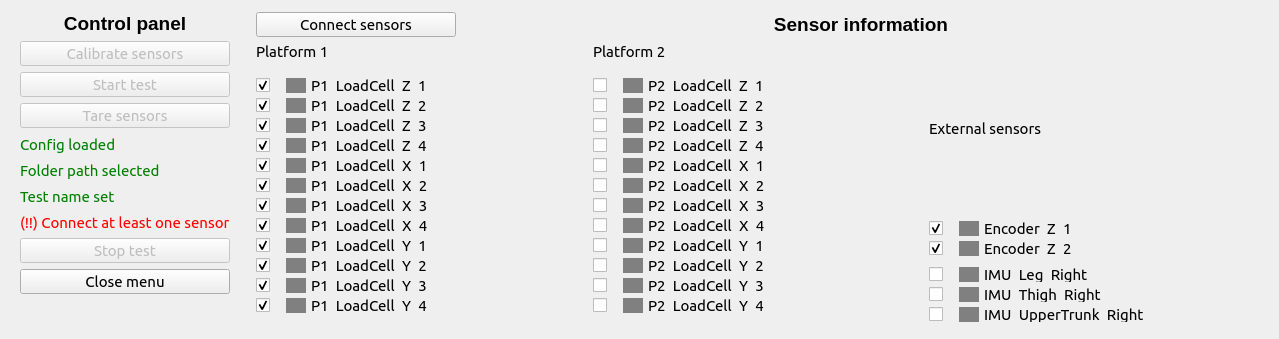 Control panel
Calibrate sensors
Start test
Tare sensors
Config loaded
Folder path selected
Test name set
(!!) Connect at least one sensor
Stop test
Close menu
Connect sensors
Sensor information
Platform 1
P1 LoadCell Z 1
P1 LoadCell Z 2
P1 LoadCell Z 3
P1 LoadCell Z 4
P1 LoadCell X 1
P1 LoadCell X 2
P1 LoadCell X 3
P1 LoadCell X 4
P1 LoadCell Y 1
P1 LoadCell Y 2
P1 LoadCell Y 3
P1 LoadCell Y 4
Platform 2
P2 LoadCell Z 1
P2 LoadCell Z 2
P2 LoadCell Z 3
P2 LoadCell Z 4
P2 LoadCell X 1
P2 LoadCell X 2
P2 LoadCell X 3
P2 LoadCell X 4
P2 LoadCell Y 1
P2 LoadCell Y 2
P2 LoadCell Y 3
P2 LoadCell Y 4
External sensors
Encoder Z 1
Encoder Z 2
IMU Leg Right
IMU Thigh Right
IMU UpperTrunk Right